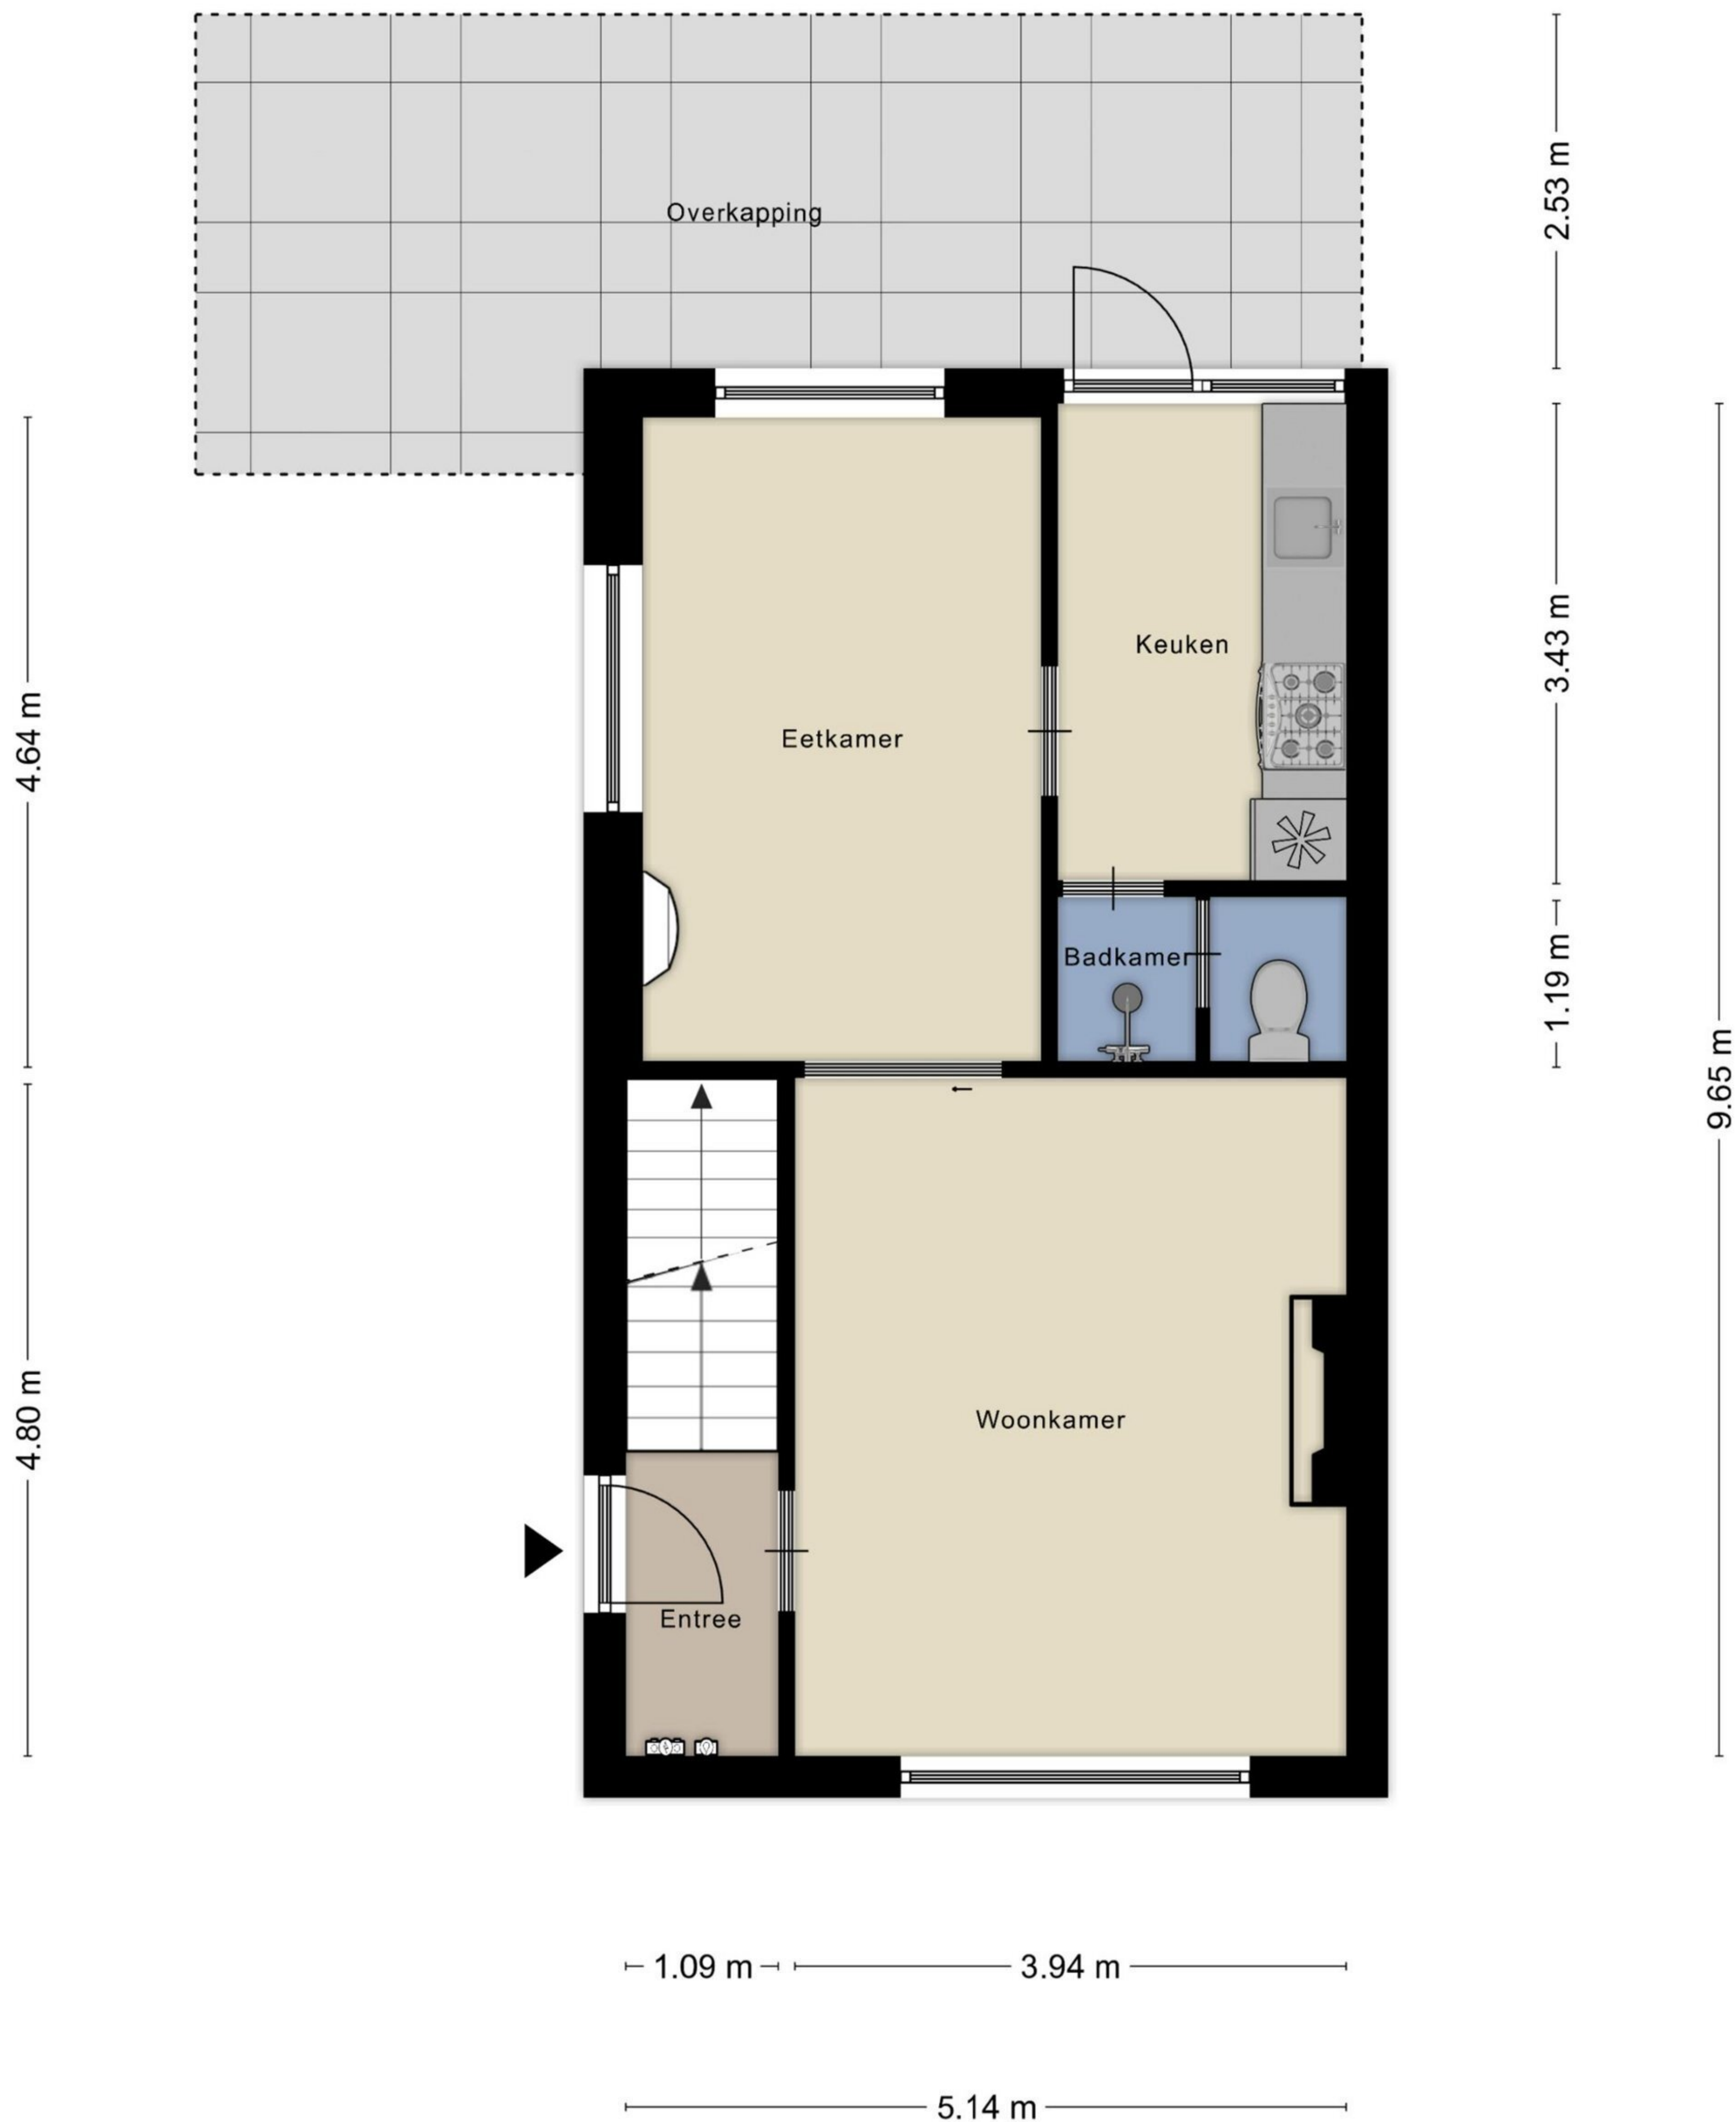 Overkapping
2.53 m
Keuken
3.43 m
Eetkamer
4.64 m
Badkamer
1.19 m
9.65 m
Woonkamer
4.80 m
Entree
1.09 m
3.94 m
5.14 m